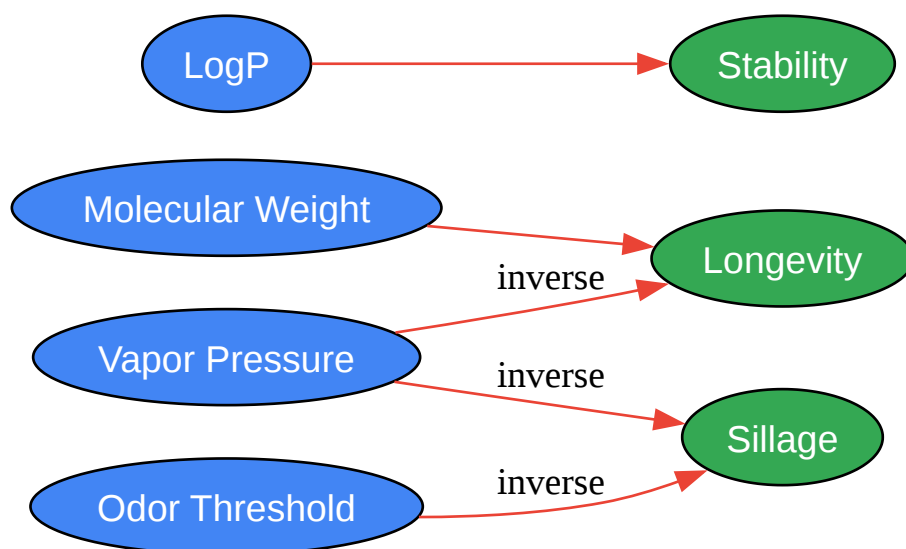 LogP
Stability
Molecular Weight
Longevity
inverse
Vapor Pressure
inverse
Sillage
inverse
Odor Threshold